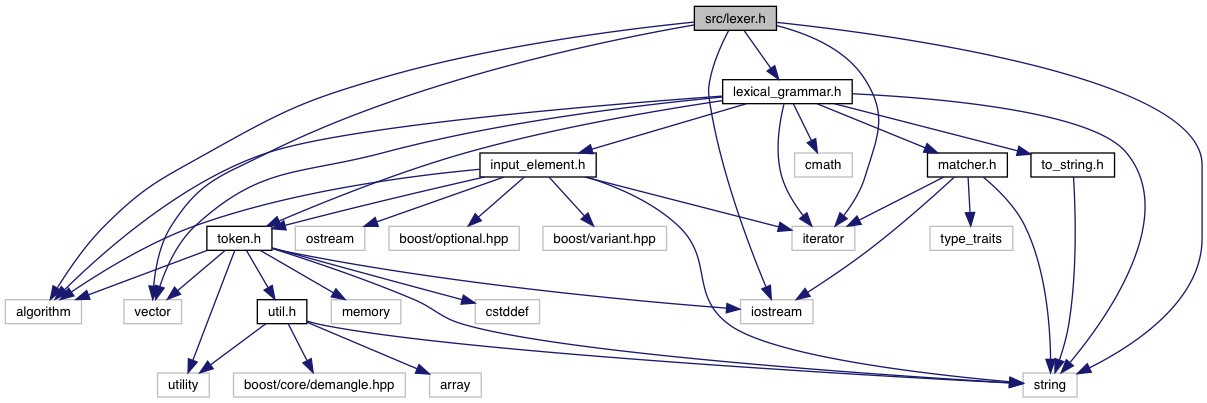 src/lexer.h
lexical_grammar.h
input_element.h
cmath
matcher.h
to_string.h
token.h
ostream
boost/optional.hpp
boost/variant.hpp
iterator
type_traits
algorithm
vector
util.h
memory
cstddef
iostream
utility
boost/core/demangle.hpp
array
string